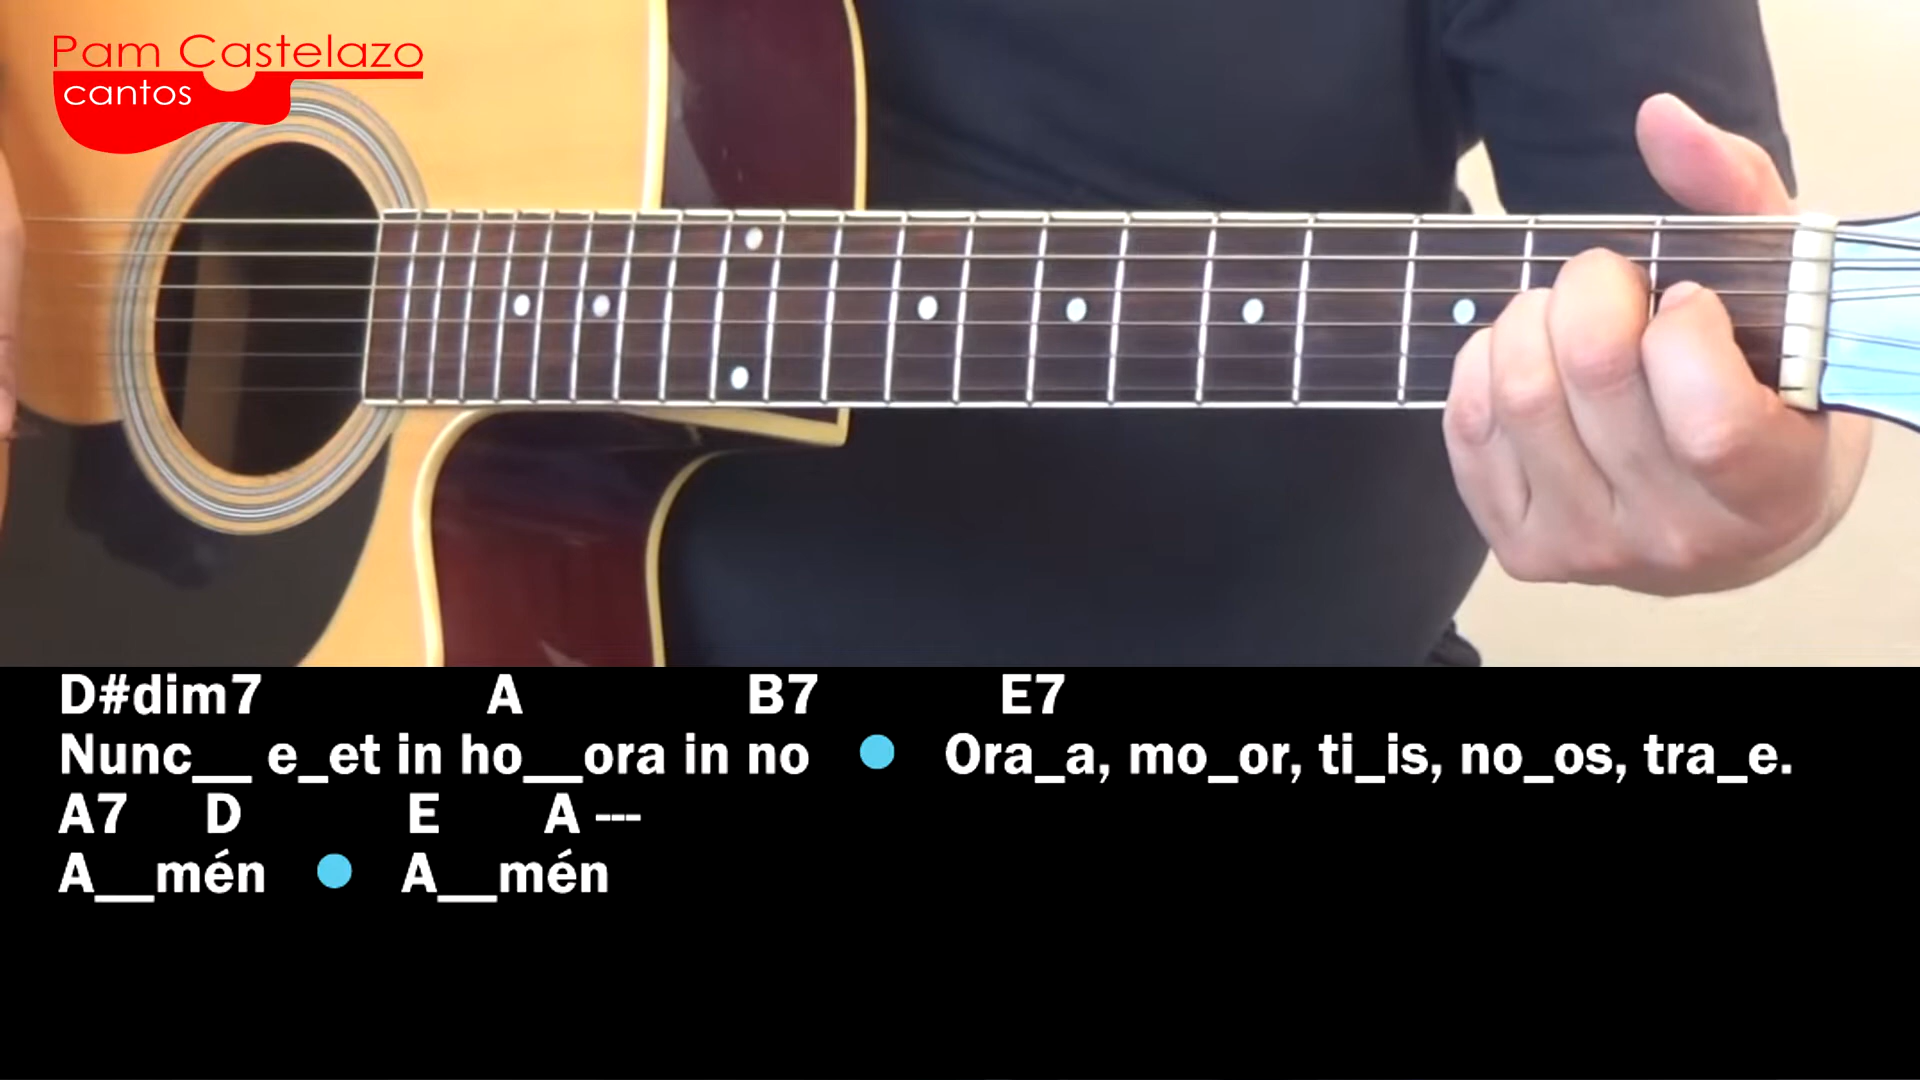 Pam Castelazo
cantos
D#dim7 A B7 E7
Nunc__ e_et in ho__ora in no ● Ora_a, mo_or, ti_is, no_os, tra_e.
A7 D E A ---
A__mén ● A__mén